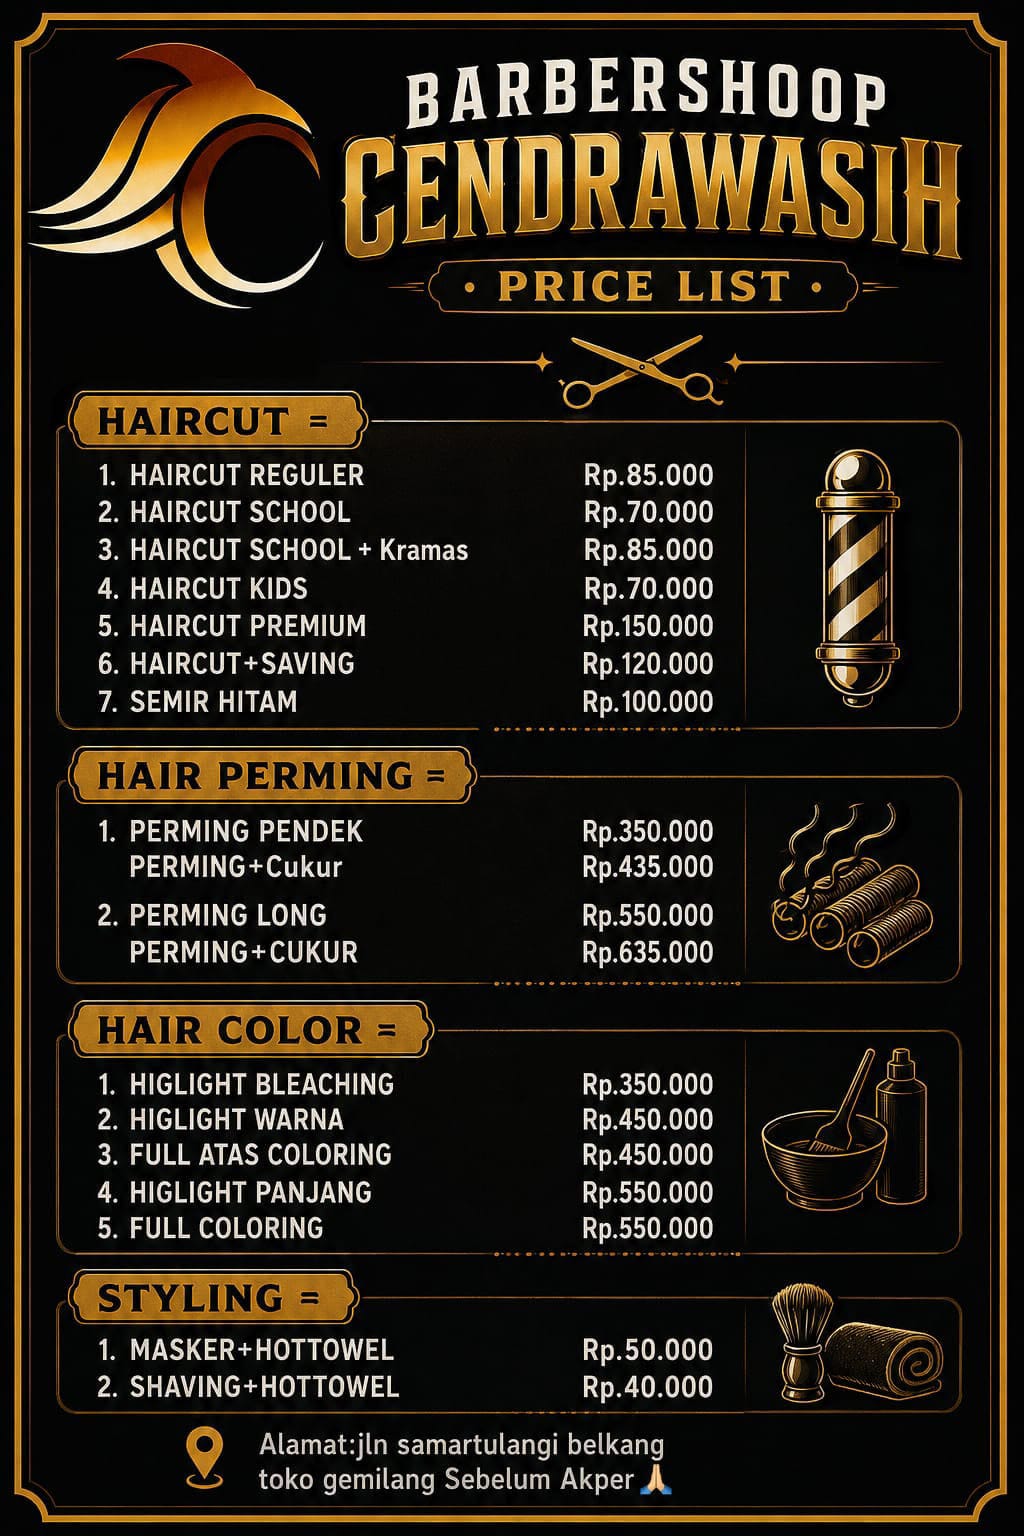 BARBERSHOOP
CENDRAWASIH
• PRICE LIST •
HAIRCUT =
1. HAIRCUT REGULER Rp.85.000
2. HAIRCUT SCHOOL Rp.70.000
3. HAIRCUT SCHOOL + Kramas Rp.85.000
4. HAIRCUT KIDS Rp.70.000
5. HAIRCUT PREMIUM Rp.150.000
6. HAIRCUT+SAVING Rp.120.000
7. SEMIR HITAM Rp.100.000
HAIR PERMING =
1. PERMING PENDEK Rp.350.000
PERMING+Cukur Rp.435.000
2. PERMING LONG Rp.550.000
PERMING+CUKUR Rp.635.000
HAIR COLOR =
1. HIGLIGHT BLEACHING Rp.350.000
2. HIGLIGHT WARNA Rp.450.000
3. FULL ATAS COLORING Rp.450.000
4. HIGLIGHT PANJANG Rp.550.000
5. FULL COLORING Rp.550.000
STYLING =
1. MASKER+HOTTOWEL Rp.50.000
2. SHAVING+HOTTOWEL Rp.40.000
Alamat:jln samartulangi belkang
toko gemilang Sebelum Akper🙏🏻